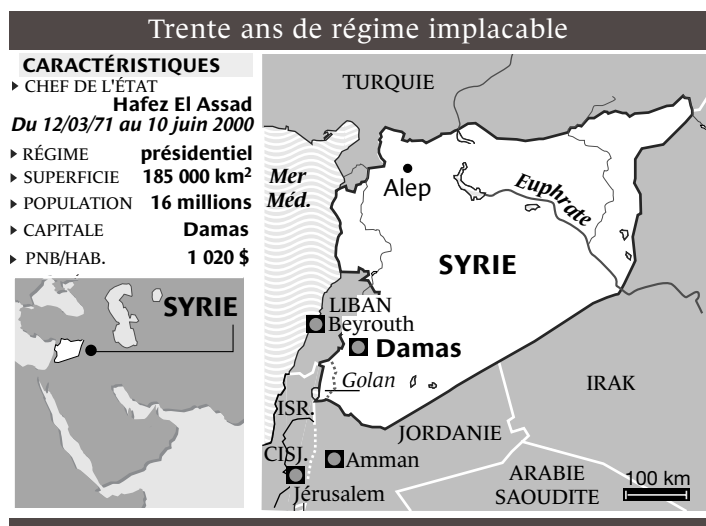 Trente ans de régime implacable
CARACTÉRISTIQUES
CHEF DE L'ÉTAT
Hafez El Assad
Du 12/03/71 au 10 juin 2000
RÉGIME présidentiel
SUPERFICIE 185 000 km²
POPULATION 16 millions
CAPITALE Damas
PNB/HAB. 1 020 $
SYRIE
TURQUIE
Mer
Méd.
Alep
Euphrate
SYRIE
LIBAN
Beyrouth
Damas
Golan
IRAK
ISR.
JORDANIE
CISJ.
Amman
Jérusalem
ARABIE
SAOUDITE
100 km